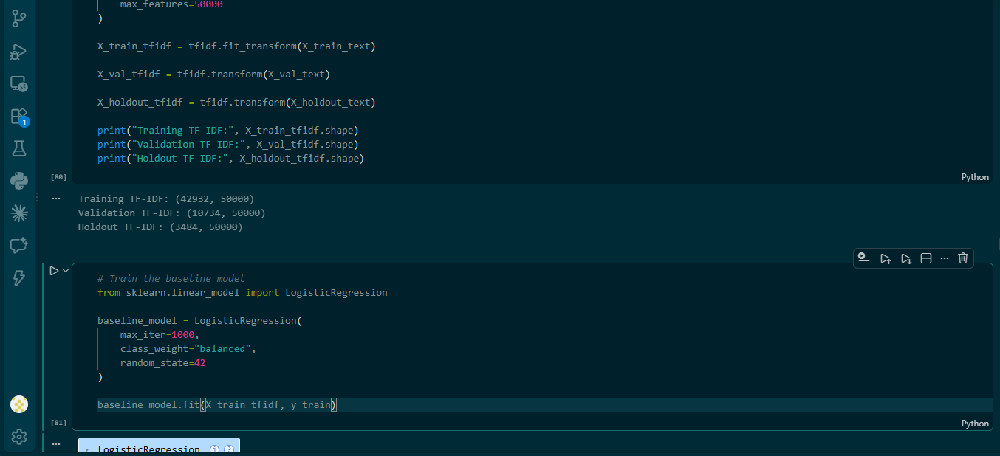 max_features=50000
)
X_train_tfidf = tfidf.fit_transform(X_train_text)
X_val_tfidf = tfidf.transform(X_val_text)
X_holdout_tfidf = tfidf.transform(X_holdout_text)
print("Training TF-IDF:", X_train_tfidf.shape)
print("Validation TF-IDF:", X_val_tfidf.shape)
print("Holdout TF-IDF:", X_holdout_tfidf.shape)
[80]
Python
Training TF-IDF: (42932, 50000)
Validation TF-IDF: (10734, 50000)
Holdout TF-IDF: (3484, 50000)
# Train the baseline model
from sklearn.linear_model import LogisticRegression
baseline_model = LogisticRegression(
max_iter=1000,
class_weight="balanced",
random_state=42
)
baseline_model.fit(X_train_tfidf, y_train)
[81]
Python
LogisticRegression
1